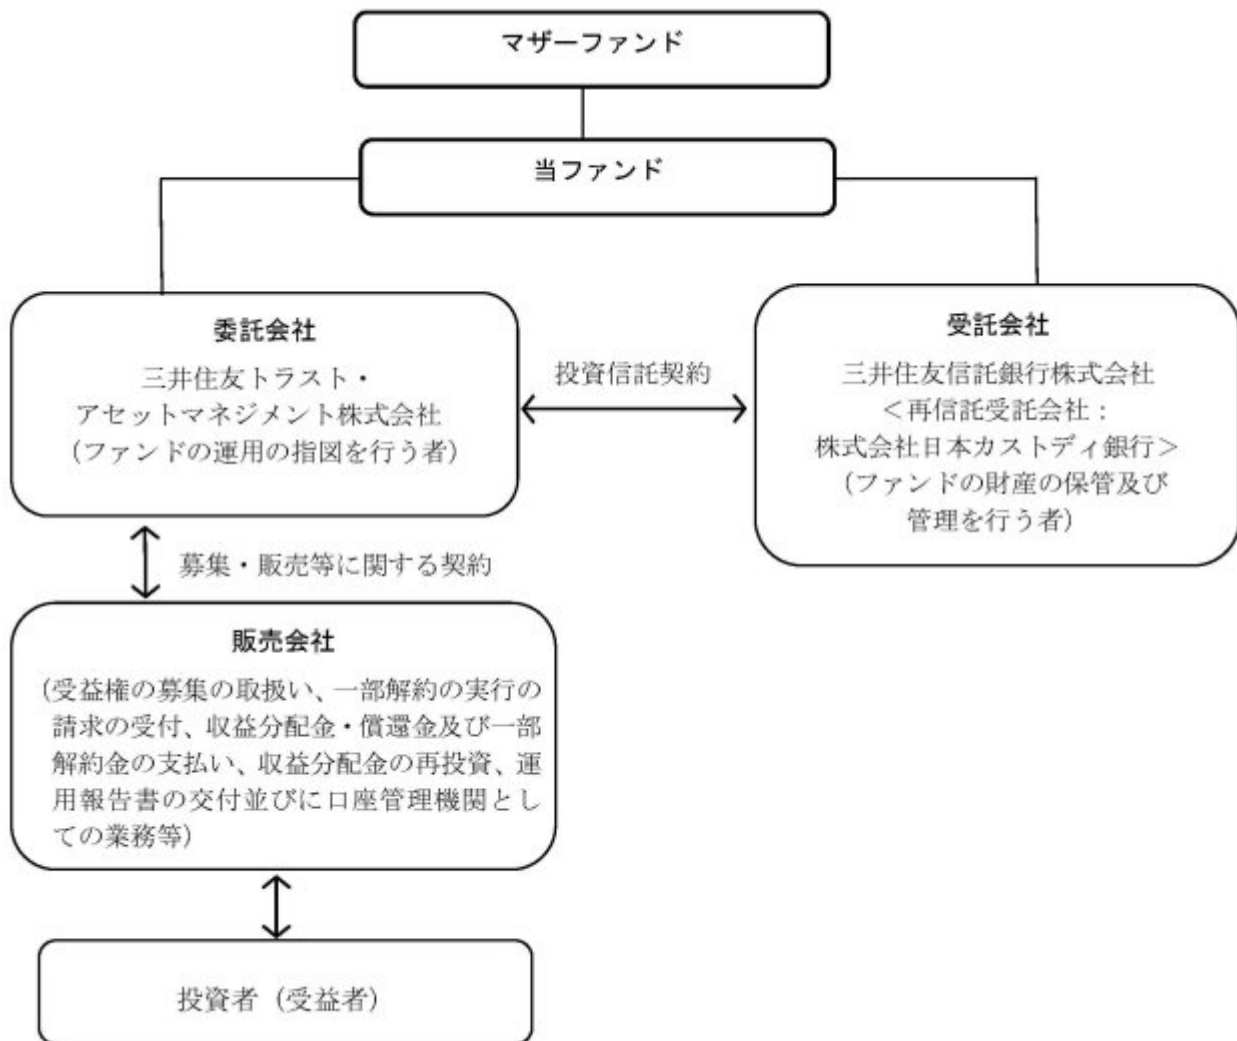 マザーファンド
当ファンド
委託会社
三井住友トラスト・
アセットマネジメント株式会社
（ファンドの運用の指図を行う者）
投資信託契約
受託会社
三井住友信託銀行株式会社
＜再信託受託会社：
株式会社日本カストディ銀行＞
（ファンドの財産の保管及び
管理を行う者）
募集・販売等に関する契約
販売会社
（受益権の募集の取扱い、一部解約の実行の
請求の受付、収益分配金・償還金及び一部
解約金の支払い、収益分配金の再投資、運
用報告書の交付並びに口座管理機関とし
ての業務等）
投資者（受益者）